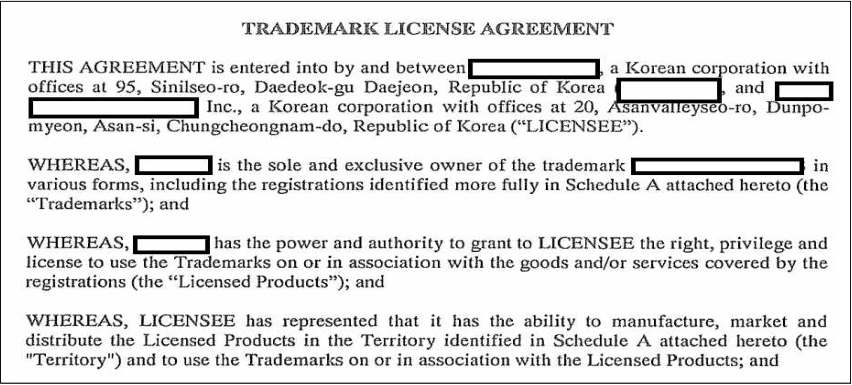 TRADEMARK LICENSE AGREEMENT
THIS AGREEMENT is entered into by and between , a Korean corporation with
offices at 95, Sinilseo-ro, Daedeok-gu Daejeon, Republic of Korea ( , and
Inc., a Korean corporation with offices at 20, Asanvalleyseo-ro, Dunpo-
myeon, Asan-si, Chungcheongnam-do, Republic of Korea (“LICENSEE”).
WHEREAS, is the sole and exclusive owner of the trademark in
various forms, including the registrations identified more fully in Schedule A attached hereto (the
“Trademarks”); and
WHEREAS, has the power and authority to grant to LICENSEE the right, privilege and
license to use the Trademarks on or in association with the goods and/or services covered by the
registrations (the “Licensed Products”); and
WHEREAS, LICENSEE has represented that it has the ability to manufacture, market and
distribute the Licensed Products in the Territory identified in Schedule A attached hereto (the
"Territory") and to use the Trademarks on or in association with the Licensed Products; and